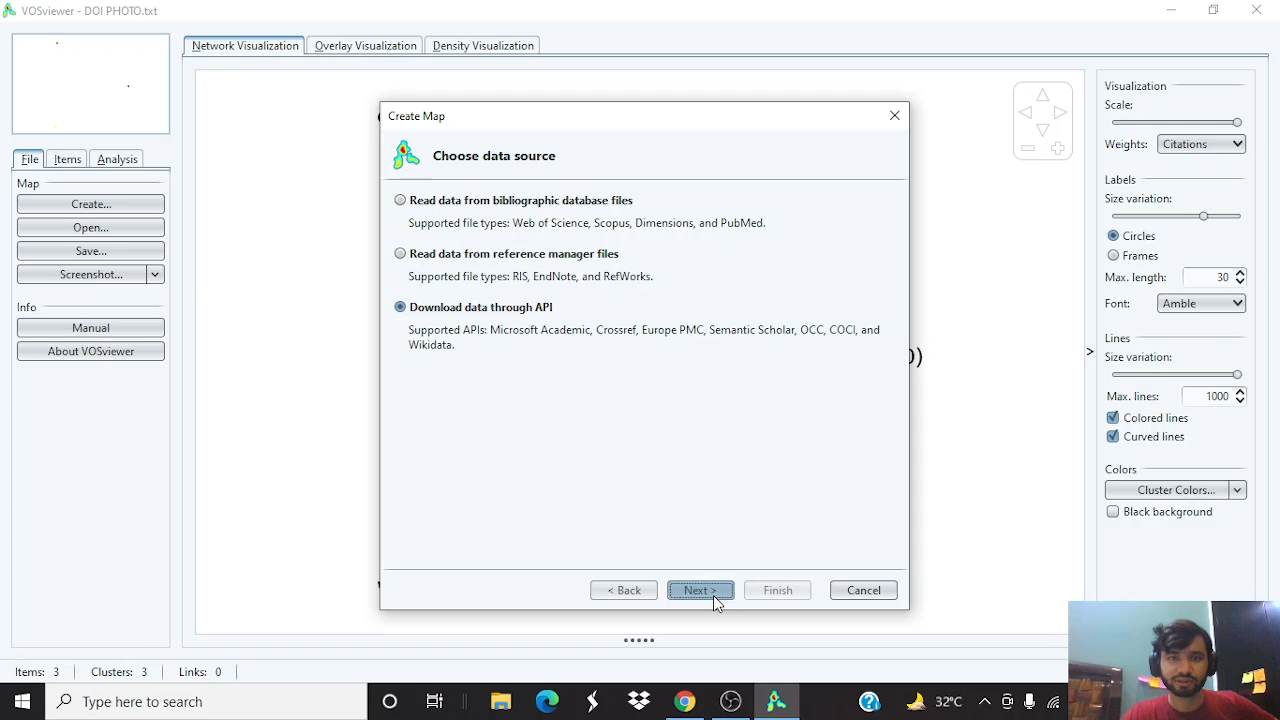 VOSviewer - DOI PHOTO.txt
Network Visualization
Overlay Visualization
Density Visualization
File
Items
Analysis
Map
Create...
Open...
Save...
Screenshot...
Info
Manual
About VOSviewer
Create Map
Choose data source
Read data from bibliographic database files
Supported file types: Web of Science, Scopus, Dimensions, and PubMed.
Read data from reference manager files
Supported file types: RIS, EndNote, and RefWorks.
Download data through API
Supported APIs: Microsoft Academic, Crossref, Europe PMC, Semantic Scholar, OCC, COCI, and
Wikidata.
< Back
Next >
Finish
Cancel
0)
>
Visualization
Scale:
Weights: Citations
Labels
Size variation:
Circles
Frames
Max. length: 30
Font: Amble
Lines
Size variation:
Max. lines: 1000
Colored lines
Curved lines
Colors
Cluster Colors...
Black background
Items: 3 Clusters: 3 Links: 0
Type here to search
32°C